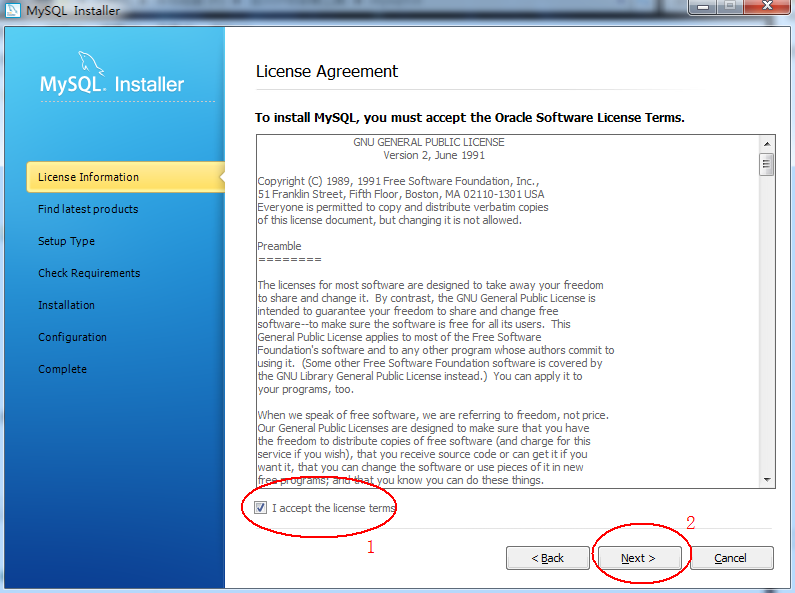 MySQL Installer
MySQL. Installer
License Information
Find latest products
Setup Type
Check Requirements
Installation
Configuration
Complete
License Agreement
To install MySQL, you must accept the Oracle Software License Terms.
GNU GENERAL PUBLIC LICENSE
Version 2, June 1991
Copyright (C) 1989, 1991 Free Software Foundation, Inc.,
51 Franklin Street, Fifth Floor, Boston, MA 02110-1301 USA
Everyone is permitted to copy and distribute verbatim copies
of this license document, but changing it is not allowed.
Preamble
========
The licenses for most software are designed to take away your freedom
to share and change it. By contrast, the GNU General Public License is
intended to guarantee your freedom to share and change free
software--to make sure the software is free for all its users. This
General Public License applies to most of the Free Software
Foundation's software and to any other program whose authors commit to
using it. (Some other Free Software Foundation software is covered by
the GNU Library General Public License instead.) You can apply it to
your programs, too.
When we speak of free software, we are referring to freedom, not price.
Our General Public Licenses are designed to make sure that you have
the freedom to distribute copies of free software (and charge for this
service if you wish), that you receive source code or can get it if you
want it, that you can change the software or use pieces of it in new
free programs; and that you know you can do these things.
I accept the license terms
1
2
< Back
Next >
Cancel